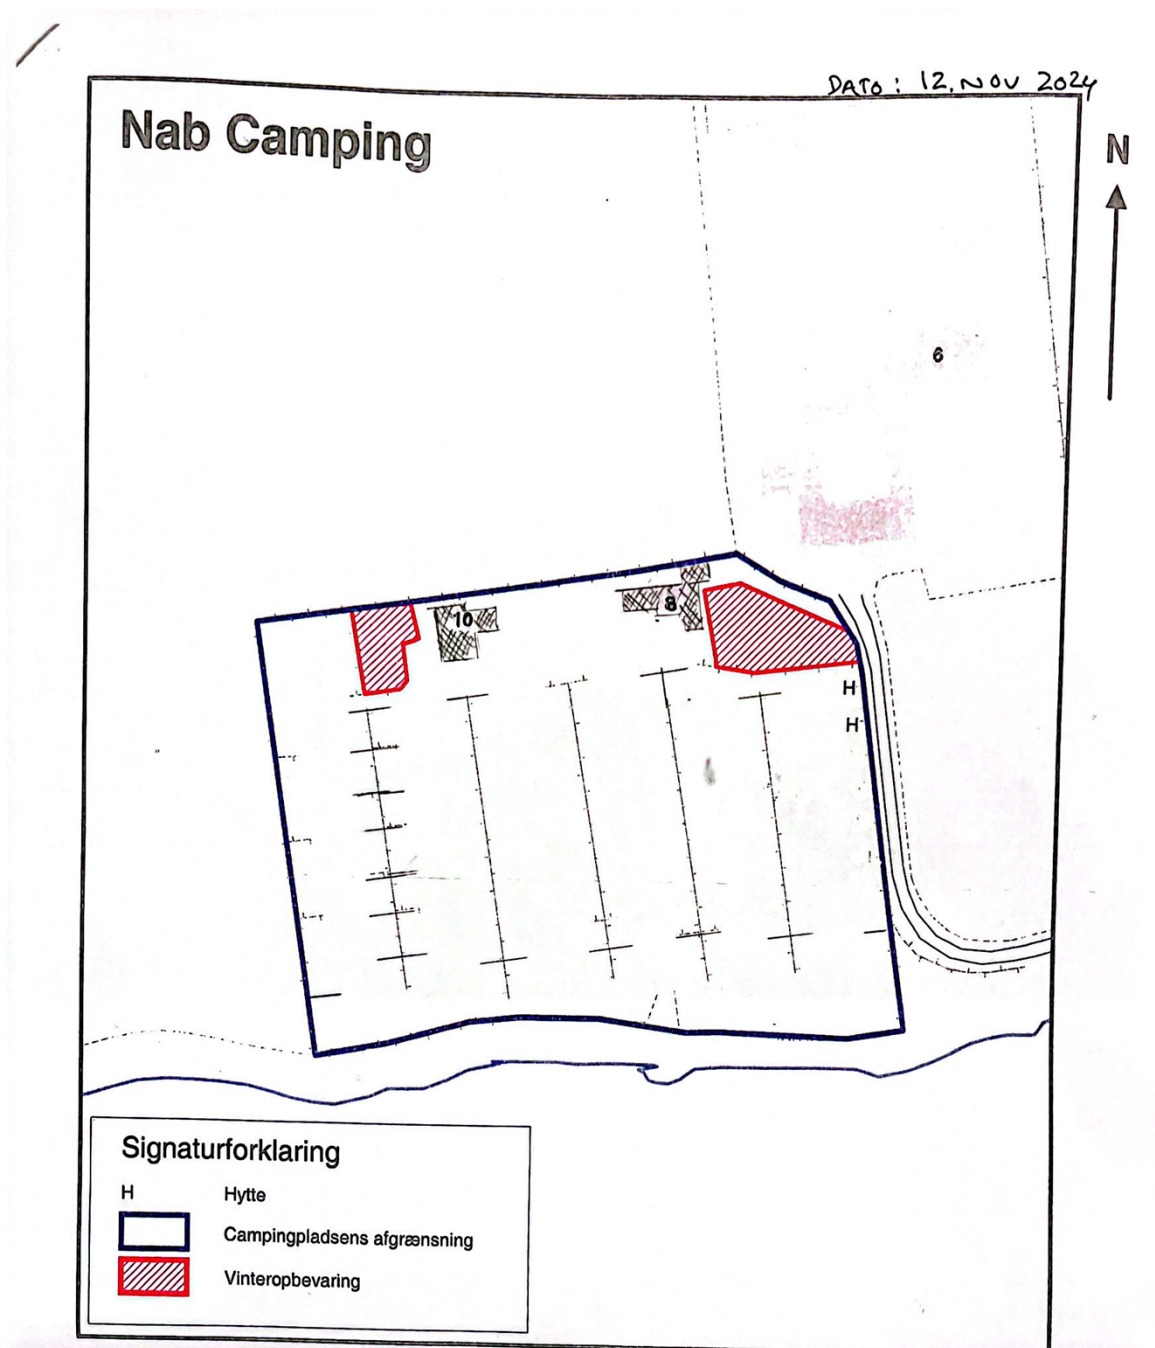 DATO: 12. NOV 2024
Nab Camping
N
6
10
8
H
H
Signaturforklaring
H Hytte
Campingpladsens afgrænsning
Vinteropbevaring